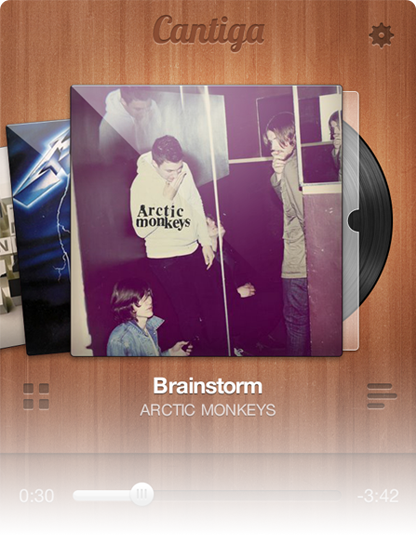 Cantiga
Arctic
monkeys
Brainstorm
ARCTIC MONKEYS
0:30
-3:42